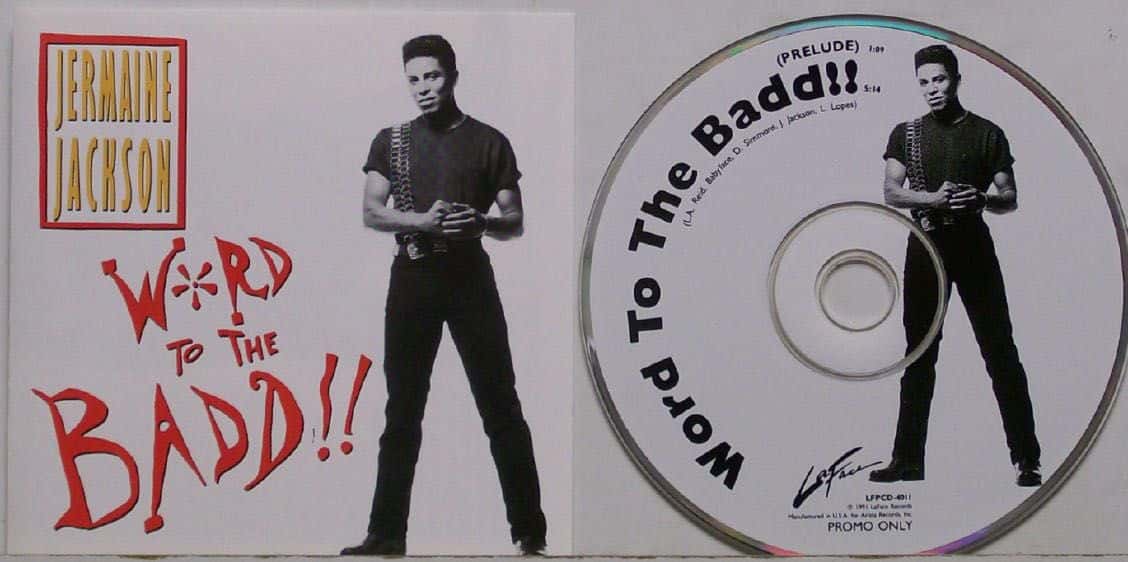 JERMAINE
JACKSON
WORD
TO THE
BADD!!
(PRELUDE) 1:09
Word To The Badd!! 5:14
(L.A. Reid, Babyface, D. Simmons, J. Jackson, L. Lopes)
LaFace
LFPCD-4011
℗ 1991 LaFace Records
Manufactured in U.S.A. for Arista Records, Inc.
PROMO ONLY